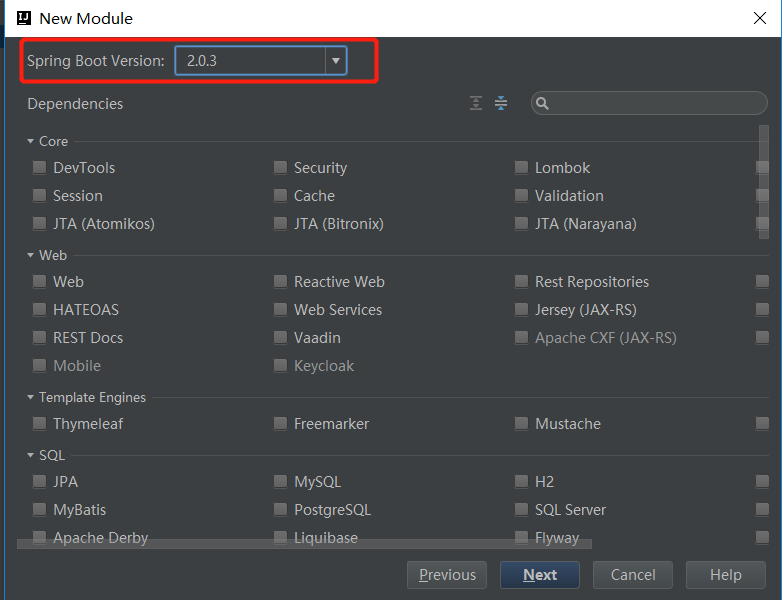 New Module
Spring Boot Version: 2.0.3
Dependencies
Core
DevTools Security Lombok
Session Cache Validation
JTA (Atomikos) JTA (Bitronix) JTA (Narayana)
Web
Web Reactive Web Rest Repositories
HATEOAS Web Services Jersey (JAX-RS)
REST Docs Vaadin Apache CXF (JAX-RS)
Mobile Keycloak
Template Engines
Thymeleaf Freemarker Mustache
SQL
JPA MySQL H2
MyBatis PostgreSQL SQL Server
Apache Derby Liquibase Flyway
Previous Next Cancel Help